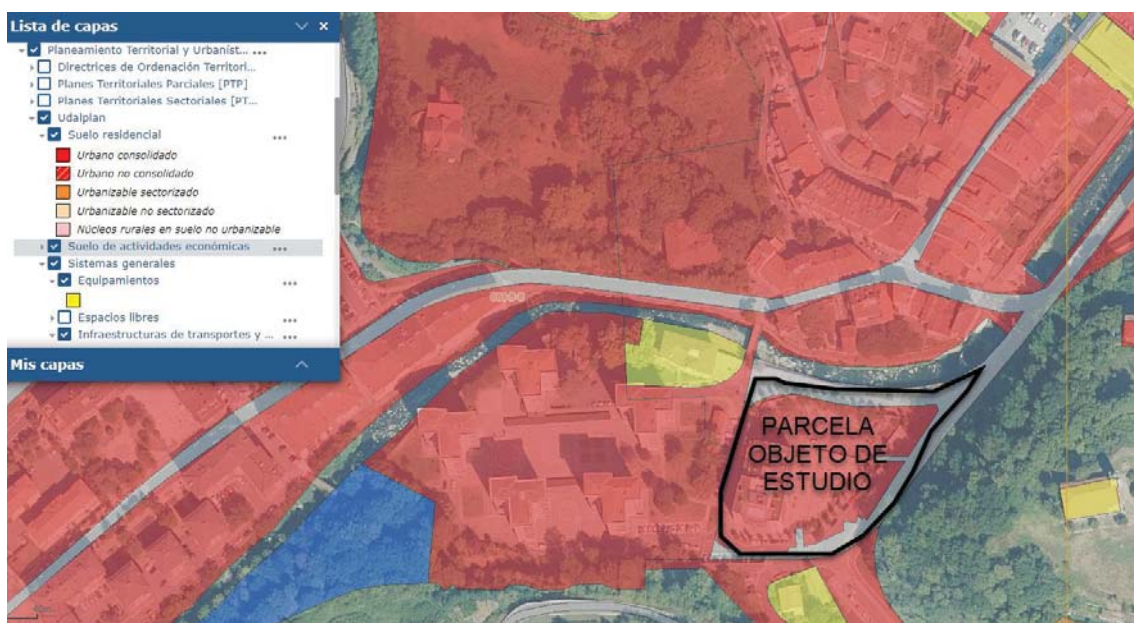 Lista de capas
Planeamiento Territorial y Urbaníst... ...
Directrices de Ordenación Territori...
Planes Territoriales Parciales [PTP]
Planes Territoriales Sectoriales [PT...
Udalplan
Suelo residencial ...
Urbano consolidado
Urbano no consolidado
Urbanizable sectorizado
Urbanizable no sectorizado
Núcleos rurales en suelo no urbanizable
Suelo de actividades económicas ...
Sistemas generales
Equipamientos ...
Espacios libres ...
Infraestructuras de transportes y ... ...
Mis capas
PARCELA
OBJETO DE
ESTUDIO